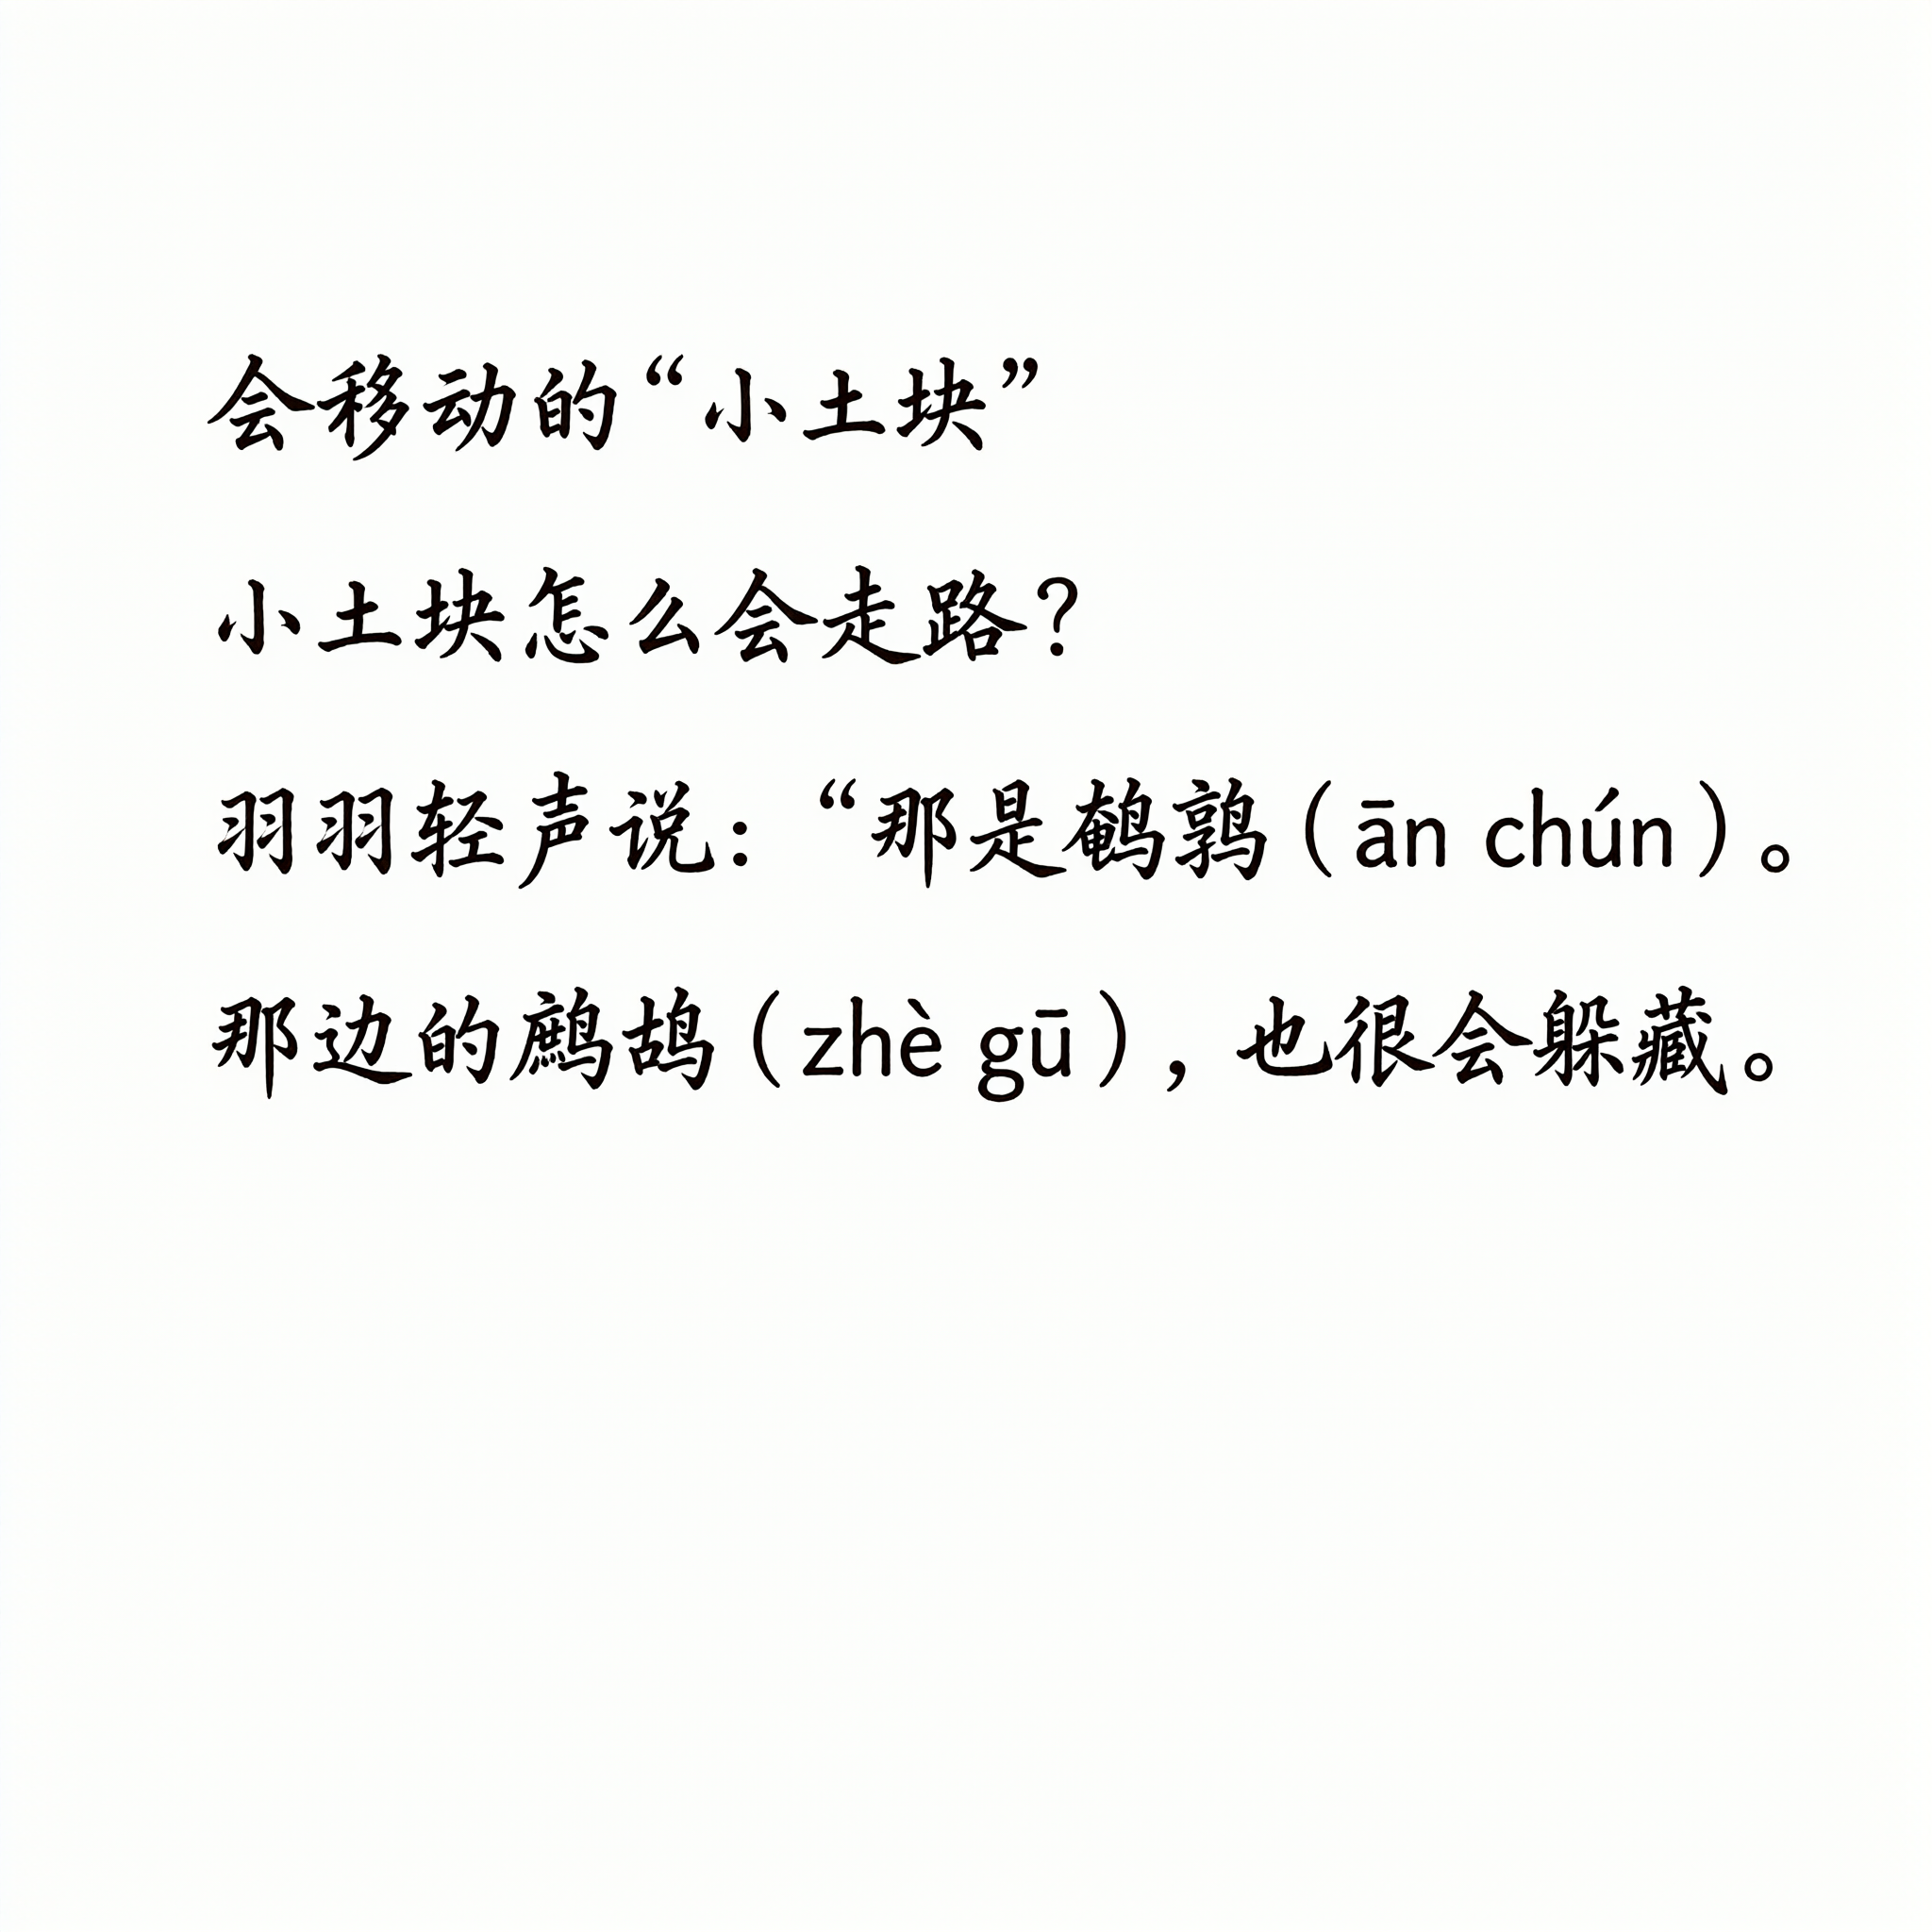 会移动的“小土块”
小土块怎么会走路？
羽羽轻声说：“那是鹌鹑（ān chún）。
那边的鹧鸪（zhè gū），也很会躲藏。